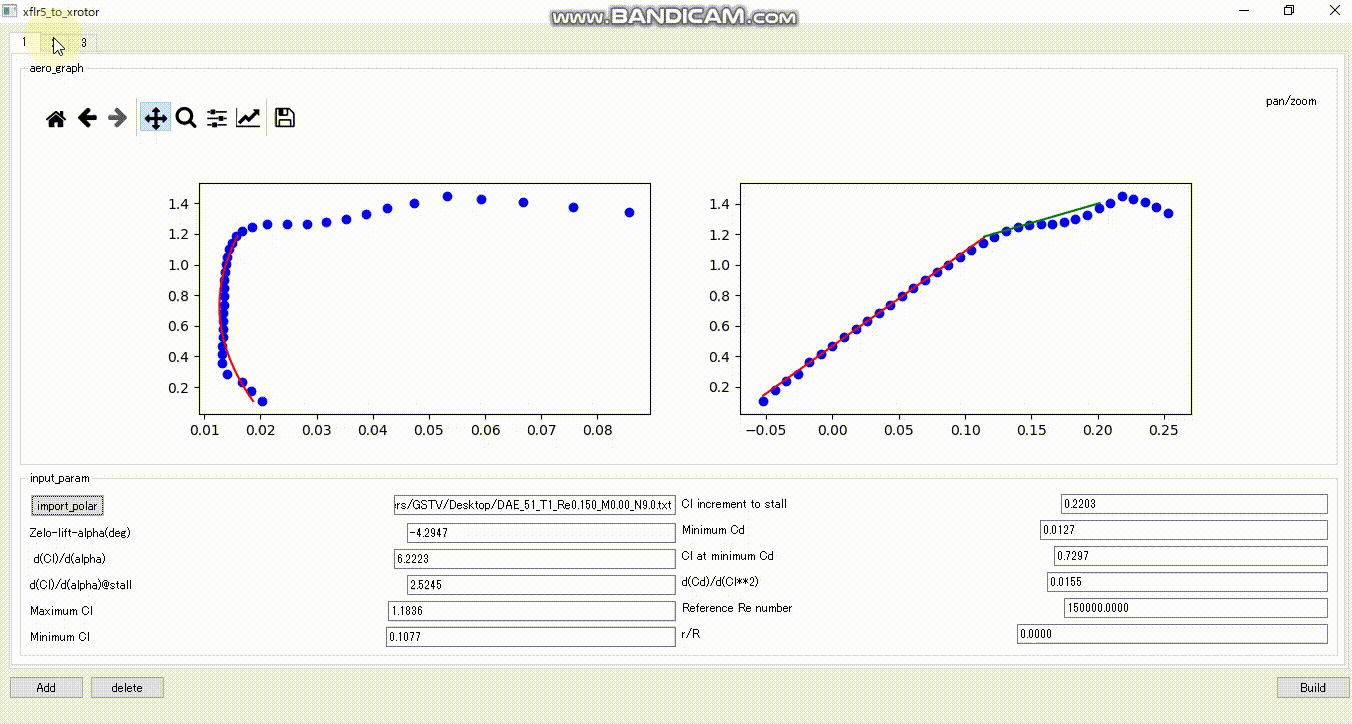 xflr5_to_xrotor
www.BANDICAM.com
1 3
aero_graph
pan/zoom
1.4
1.2
1.0
0.8
0.6
0.4
0.2
0.01 0.02 0.03 0.04 0.05 0.06 0.07 0.08
1.4
1.2
1.0
0.8
0.6
0.4
0.2
−0.05 0.00 0.05 0.10 0.15 0.20 0.25
input_param
import_polar rs/GSTV/Desktop/DAE_51_T1_Re0.150_M0.00_N9.0.txt
Zelo-lift-alpha(deg) -4.2947
d(Cl)/d(alpha) 6.2223
d(Cl)/d(alpha)@stall 2.5245
Maximum Cl 1.1836
Minimum Cl 0.1077
Cl increment to stall 0.2203
Minimum Cd 0.0127
Cl at minimum Cd 0.7297
d(Cd)/d(Cl**2) 0.0155
Reference Re number 150000.0000
r/R 0.0000
Add delete Build